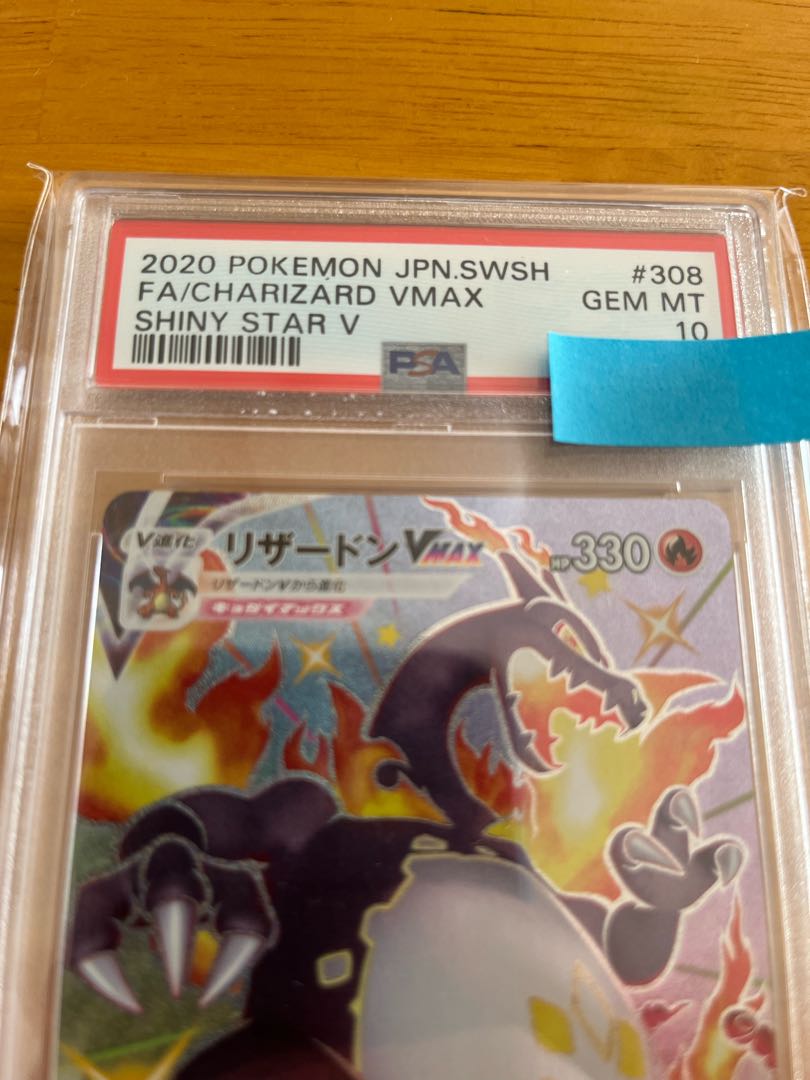 2020 POKEMON JPN.SWSH #308
FA/CHARIZARD VMAX GEM MT
SHINY STAR V 10
PSA
V進化 リザードンVMAX HP330
リザードンVから進化
キョダイマックス